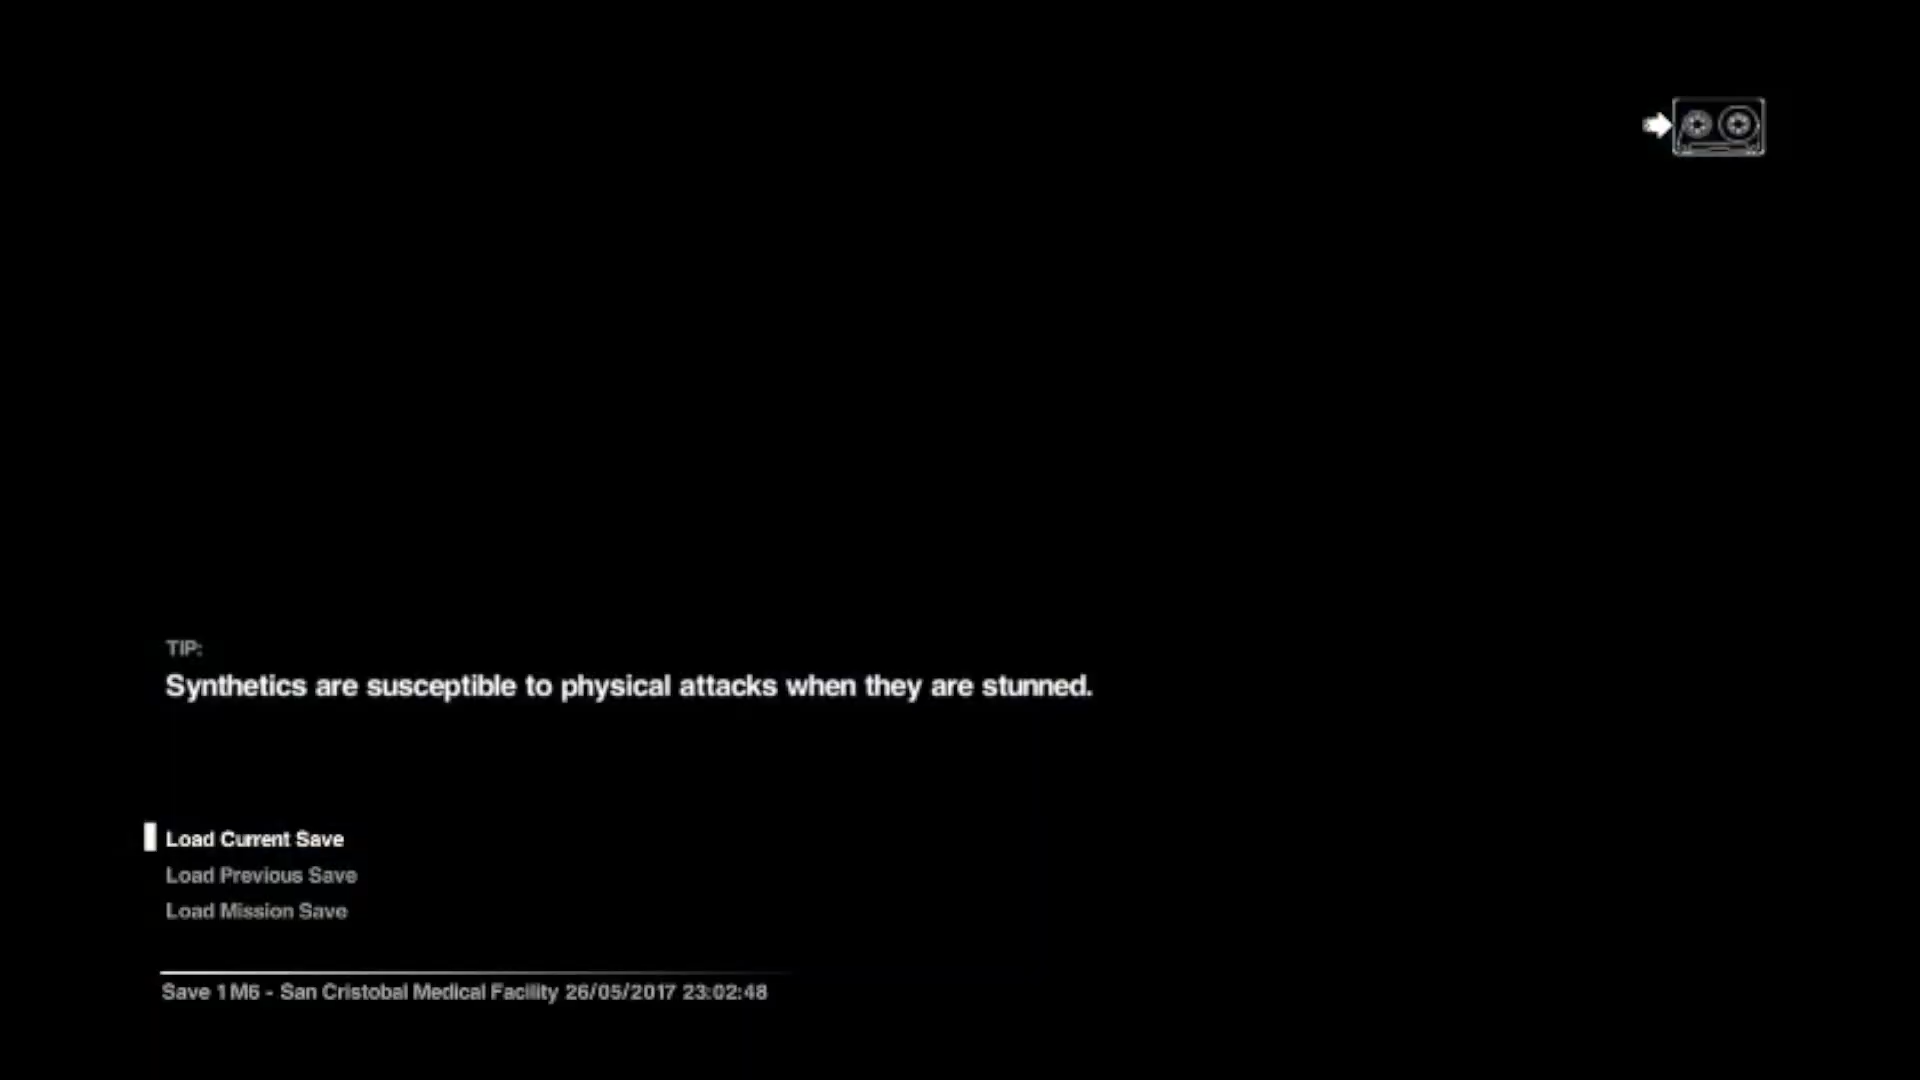 TIP:
Synthetics are susceptible to physical attacks when they are stunned.
Load Current Save
Load Previous Save
Load Mission Save
Save 1 M6 - San Cristobal Medical Facility 26/05/2017 23:02:48